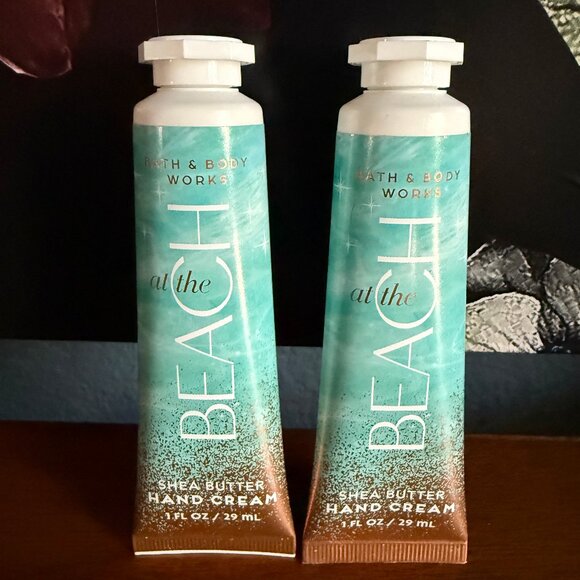 BATH & BODY
WORKS
at the
BEACH
SHEA BUTTER
HAND CREAM
1 FL OZ / 29 mL
BATH & BODY
WORKS
at the
BEACH
SHEA BUTTER
HAND CREAM
1 FL OZ / 29 mL